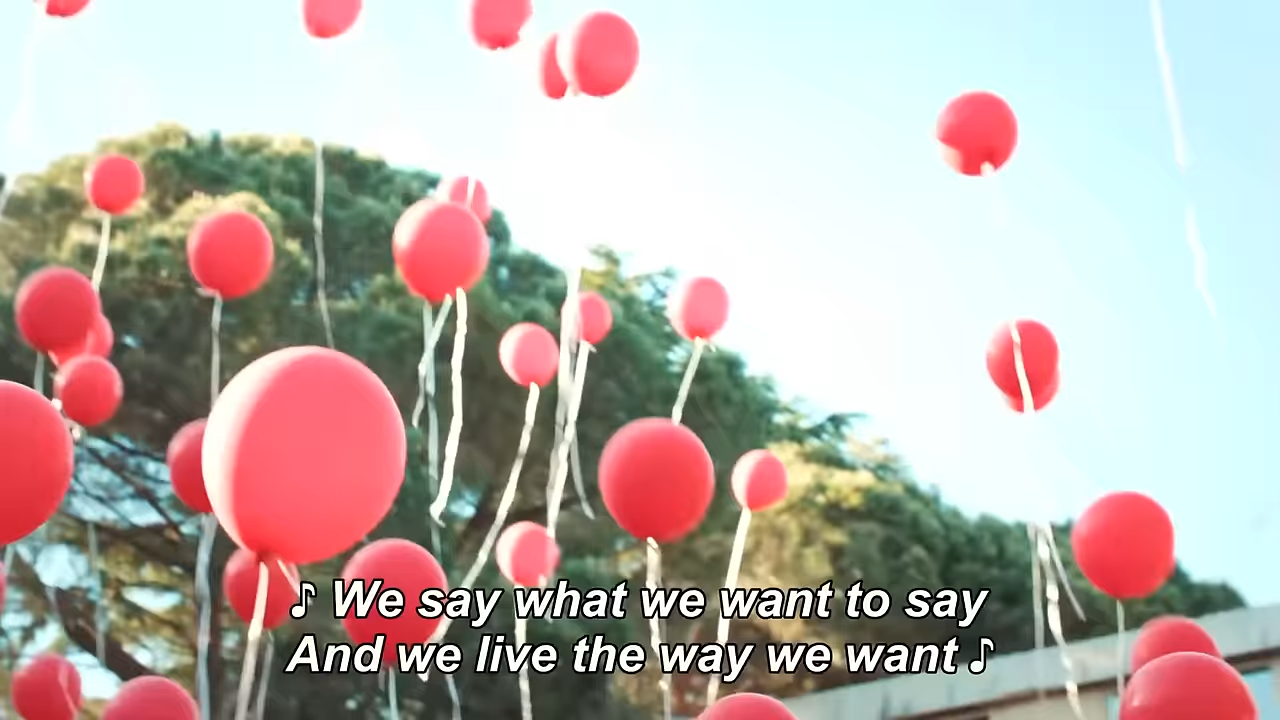 ♪ We say what we want to say
And we live the way we want ♪